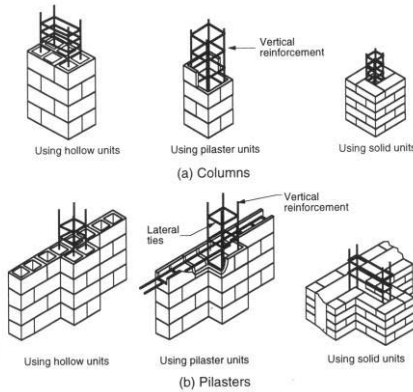 Vertical
reinforcement
Using hollow units
Using pilaster units
Using solid units
(a) Columns
Vertical
reinforcement
Lateral
ties
Using hollow units
Using pilaster units
Using solid units
(b) Pilasters